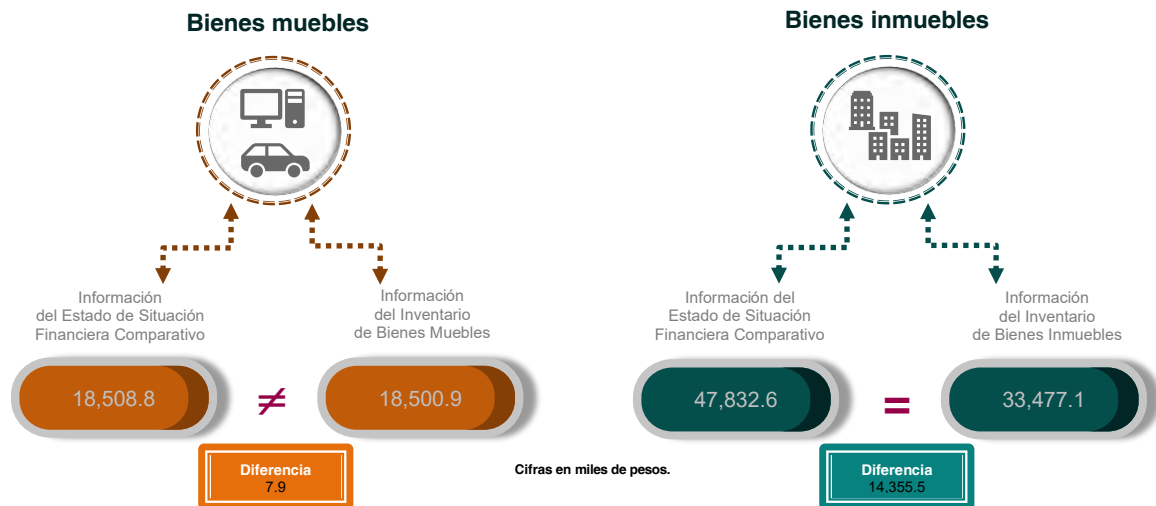 Bienes muebles
Información
del Estado de Situación
Financiera Comparativo
Información
del Inventario
de Bienes Muebles
18,508.8
≠
18,500.9
Diferencia
7.9
Cifras en miles de pesos.
Bienes inmuebles
Información del
Estado de Situación
Financiera Comparativo
Información
del Inventario
de Bienes Inmuebles
47,832.6
=
33,477.1
Diferencia
14,355.5